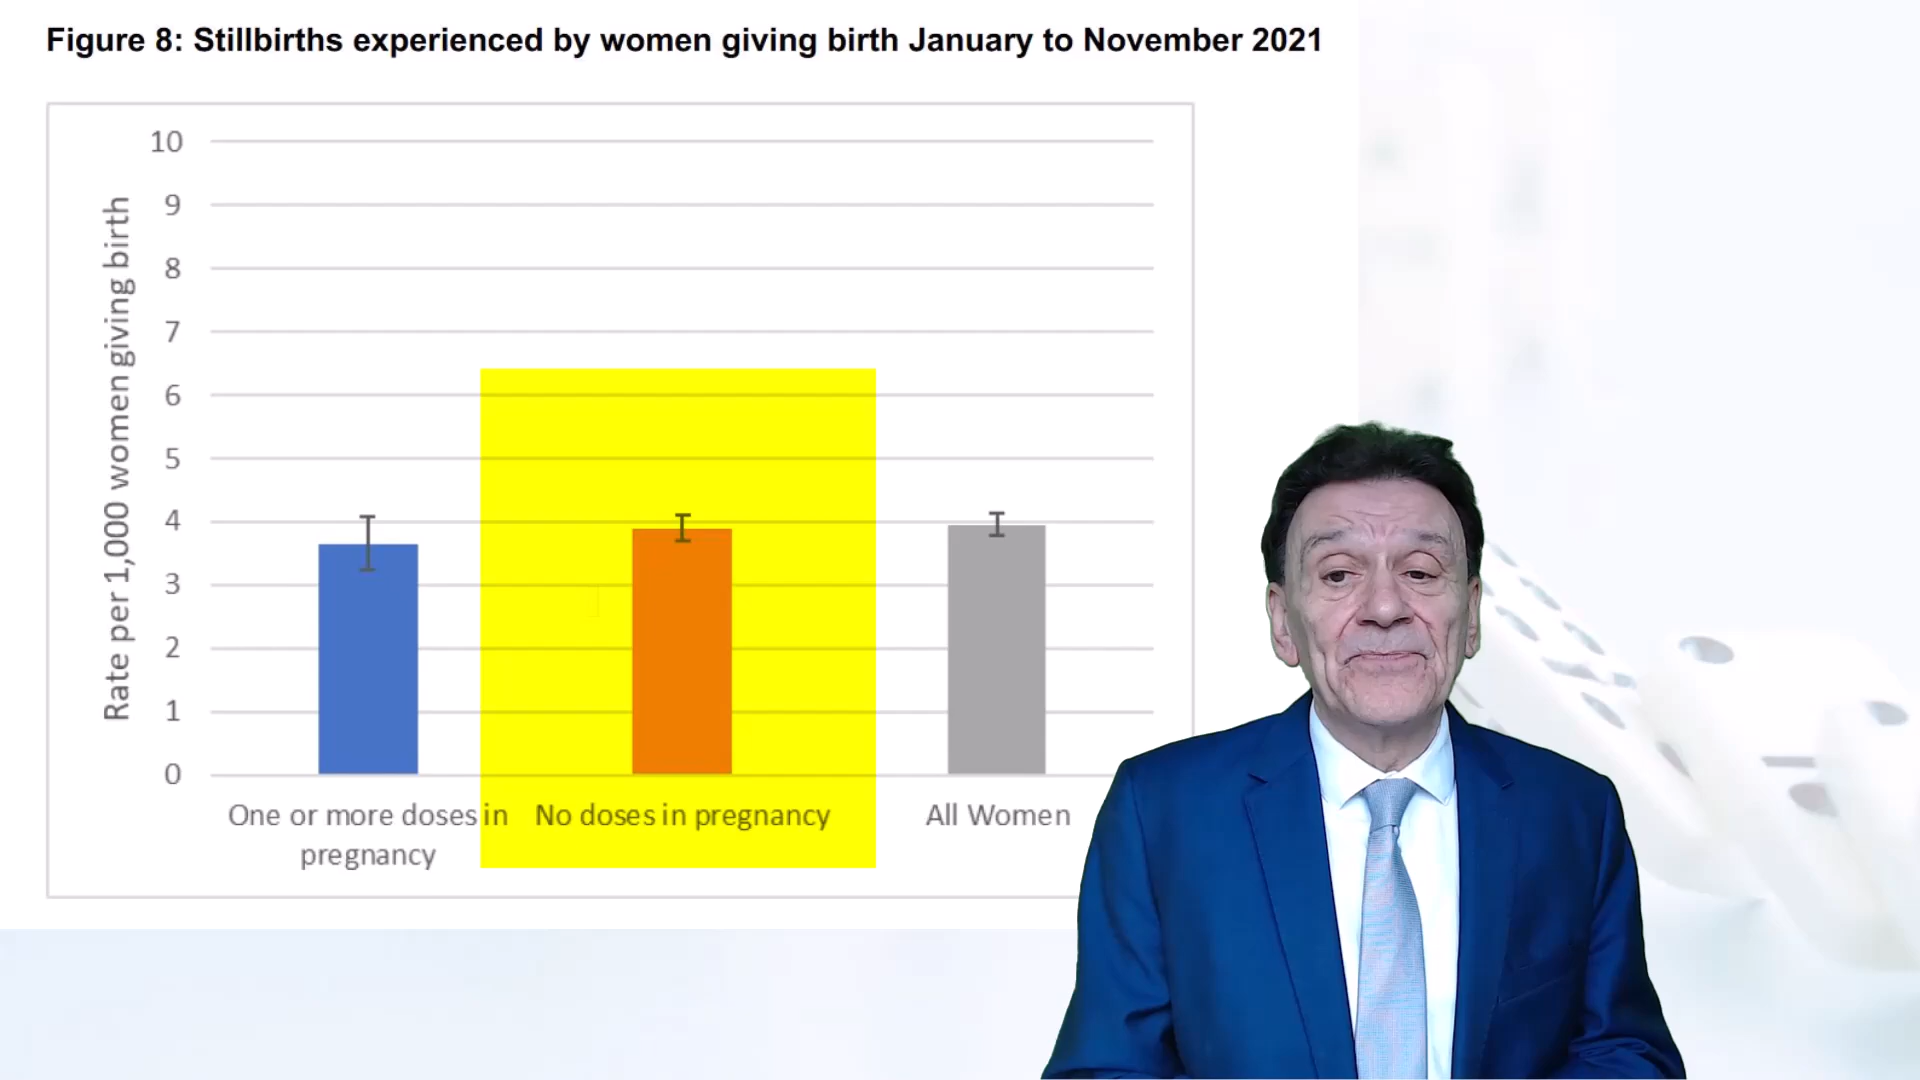 Figure 8: Stillbirths experienced by women giving birth January to November 2021
Rate per 1,000 women giving birth
10
9
8
7
6
5
4
3
2
1
0
One or more doses in
pregnancy
No doses in pregnancy
All Women